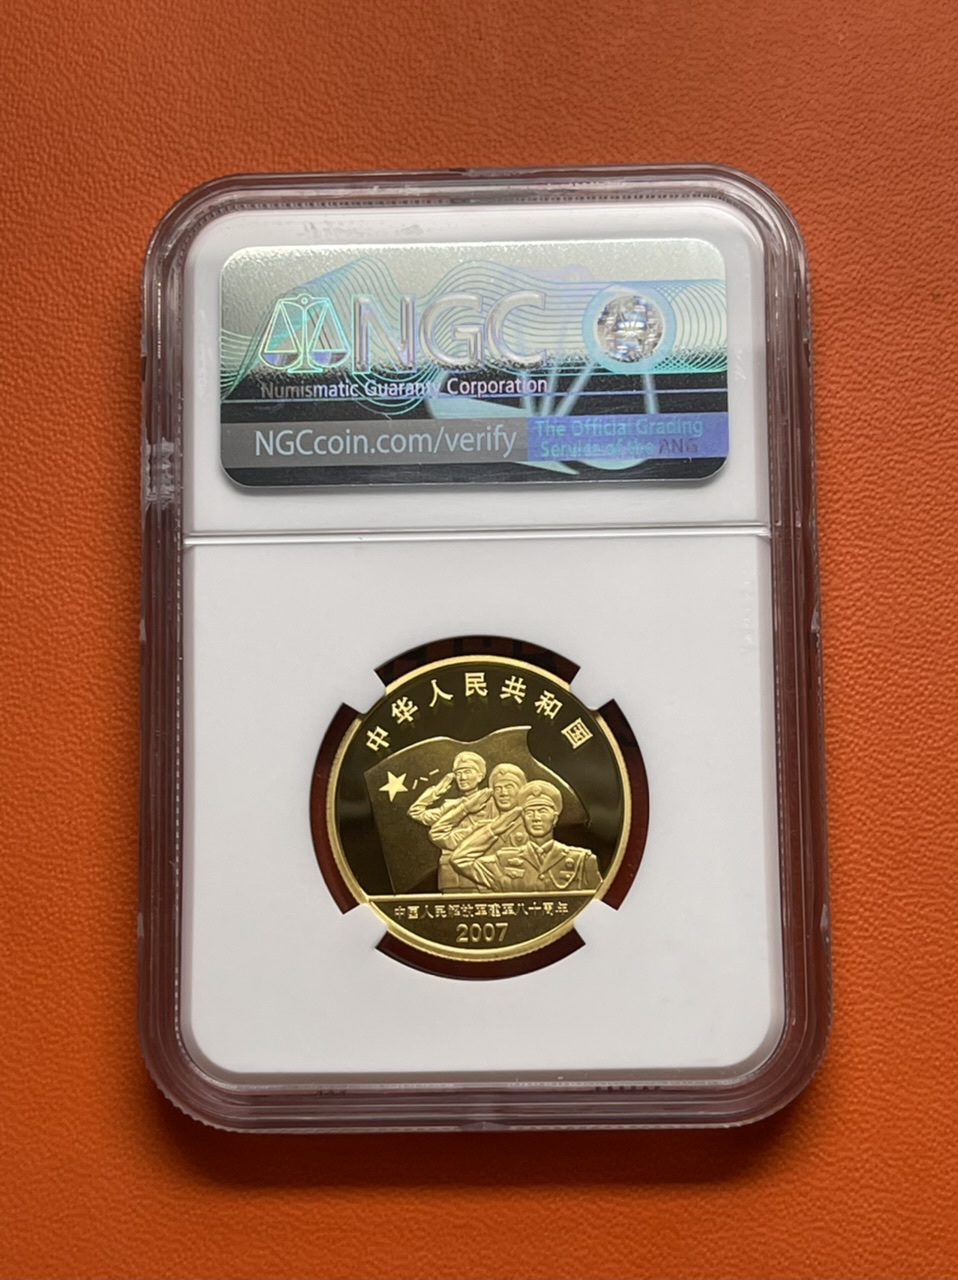 NGC
Numismatic Guaranty Corporation
NGCcoin.com/verify
The Official Grading
Service of the ANG
中华人民共和国
八一
中国人民解放军建军八十周年
2007